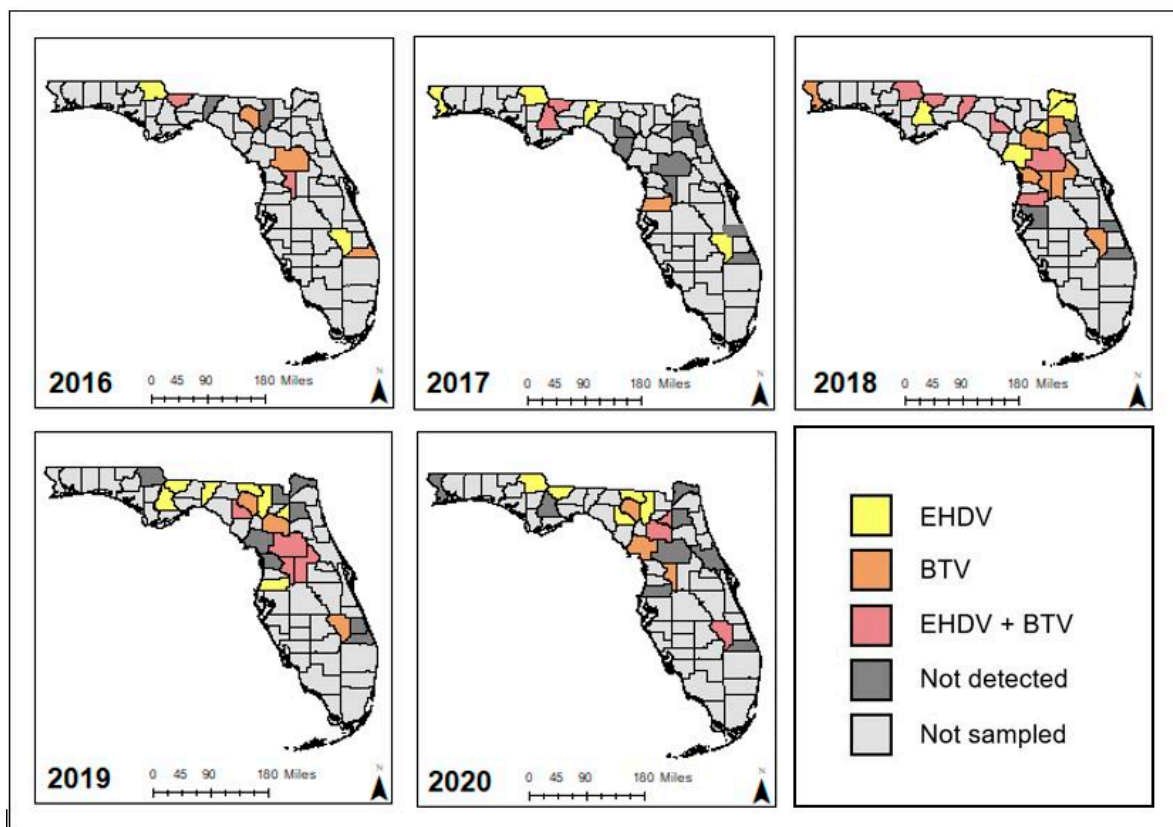 2016
0 45 90 180 Miles
N
2017
0 45 90 180 Miles
N
2018
0 45 90 180 Miles
N
2019
0 45 90 180 Miles
N
2020
0 45 90 180 Miles
N
EHDV
BTV
EHDV + BTV
Not detected
Not sampled